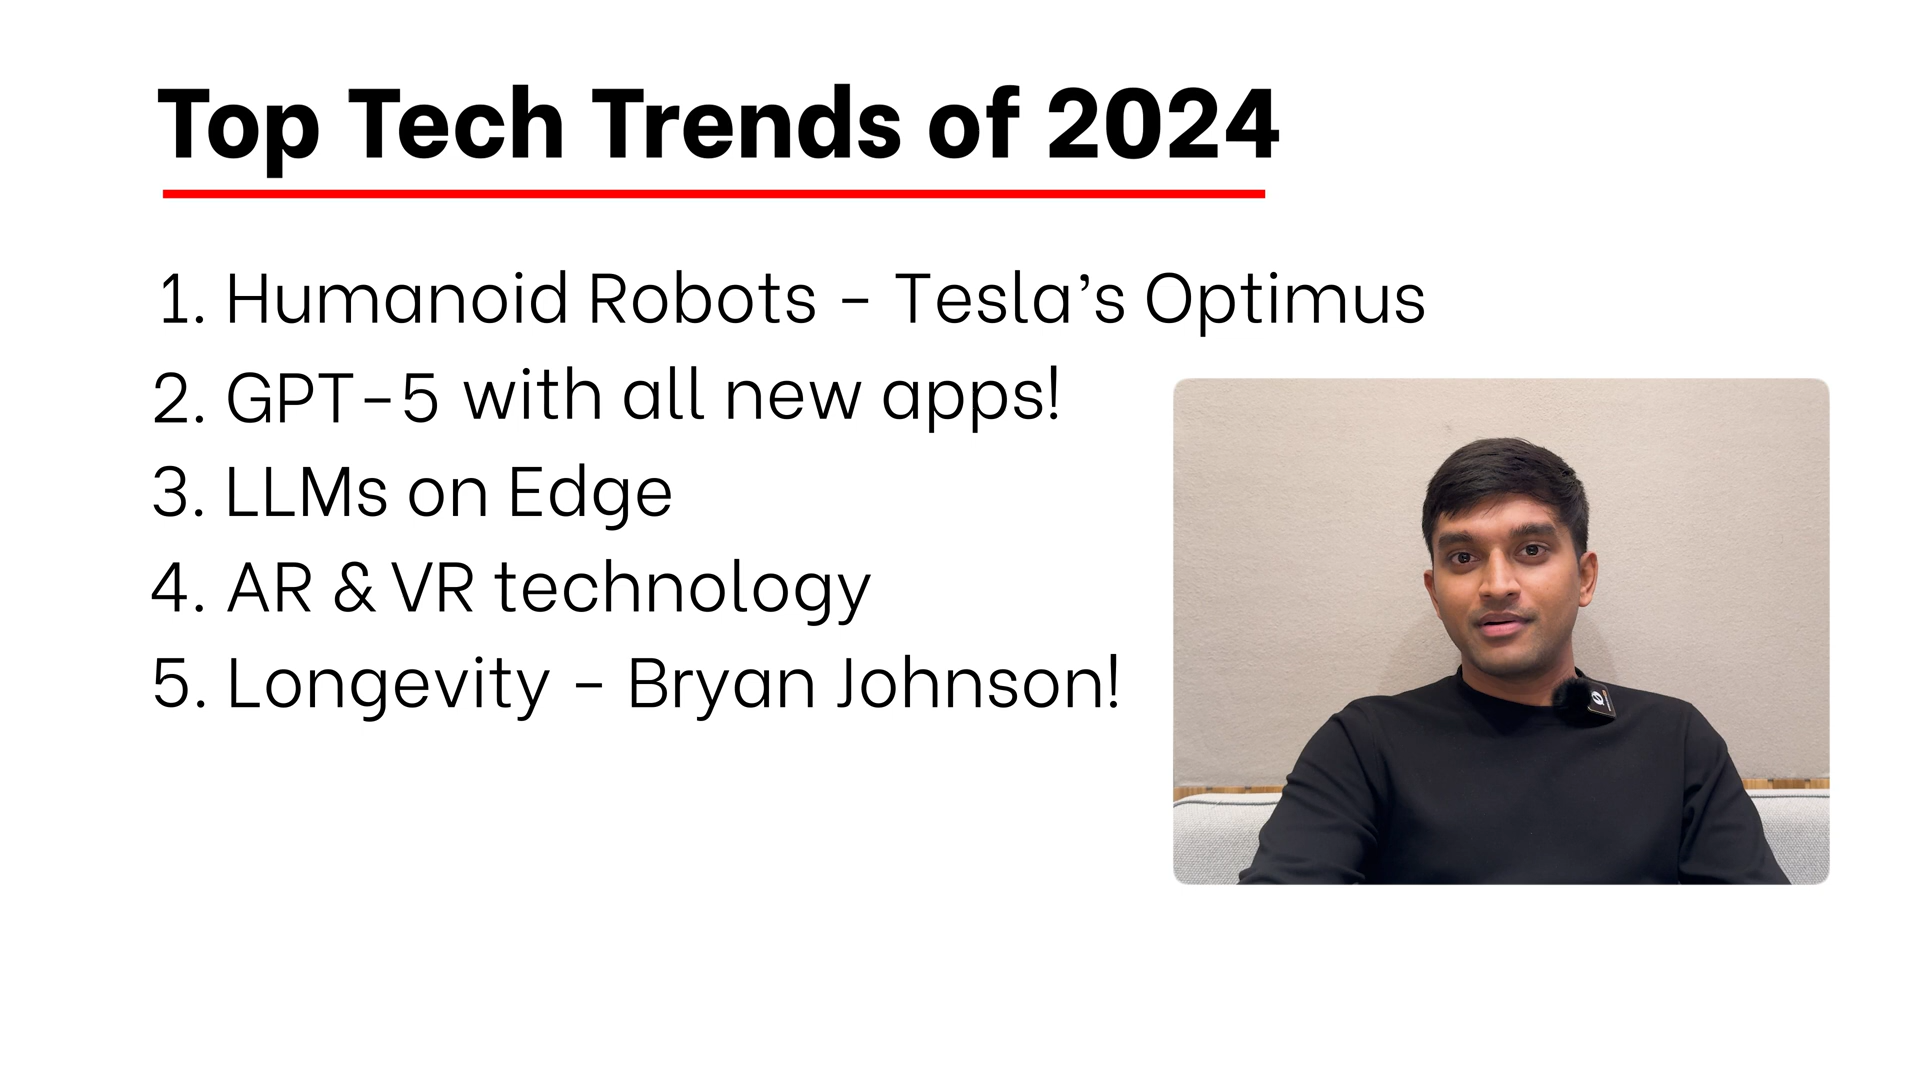 Top Tech Trends of 2024
1. Humanoid Robots - Tesla’s Optimus
2. GPT-5 with all new apps!
3. LLMs on Edge
4. AR & VR technology
5. Longevity - Bryan Johnson!